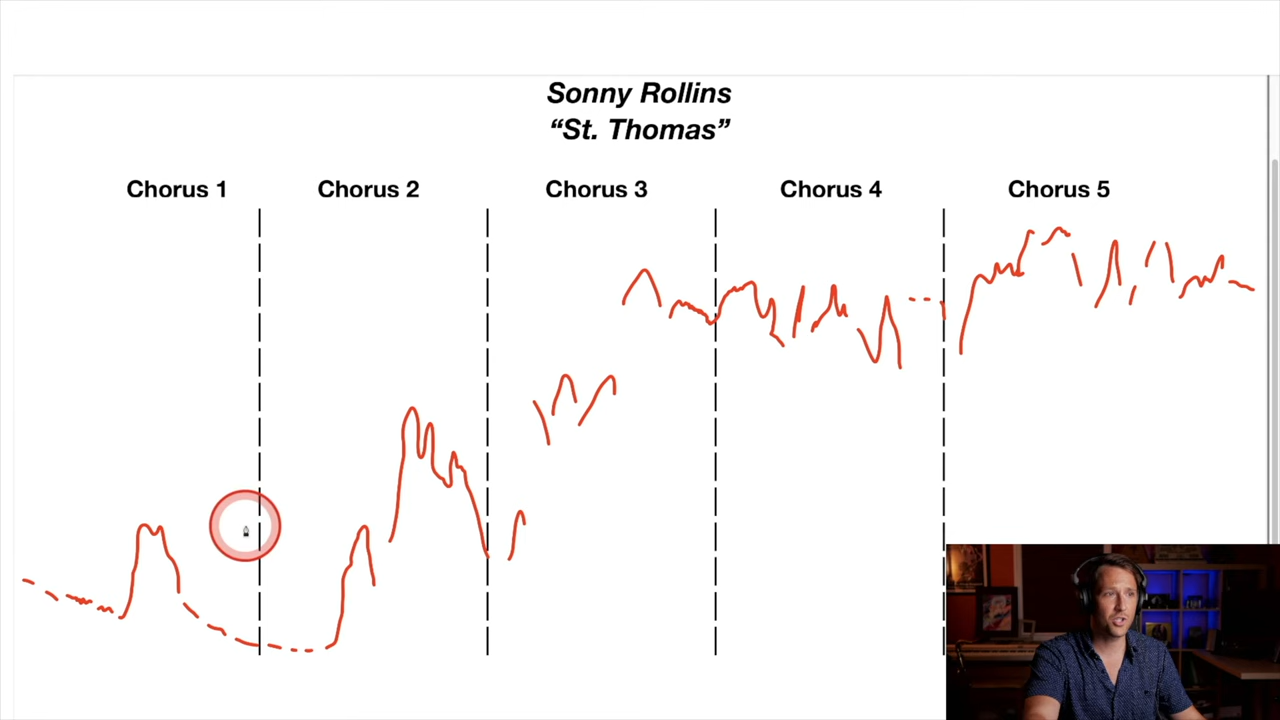 Sonny Rollins
“St. Thomas”
Chorus 1
Chorus 2
Chorus 3
Chorus 4
Chorus 5